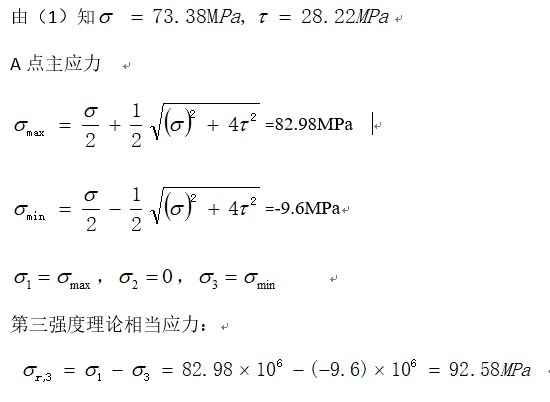 由（1）知σ = 73.38MPa, τ = 28.22MPa↵
A 点主应力 ↵
σmax = σ/2 + 1/2 √((σ)² + 4τ²) =82.98MPa ↵
σmin = σ/2 − 1/2 √((σ)² + 4τ²) =-9.6MPa↵
σ₁ = σmax ，σ₂ = 0 ，σ₃ = σmin ↵
第三强度理论相当应力： ↵
σr,3 = σ₁ − σ₃ = 82.98 × 10⁶ − (−9.6) × 10⁶ = 92.58MPa ↵